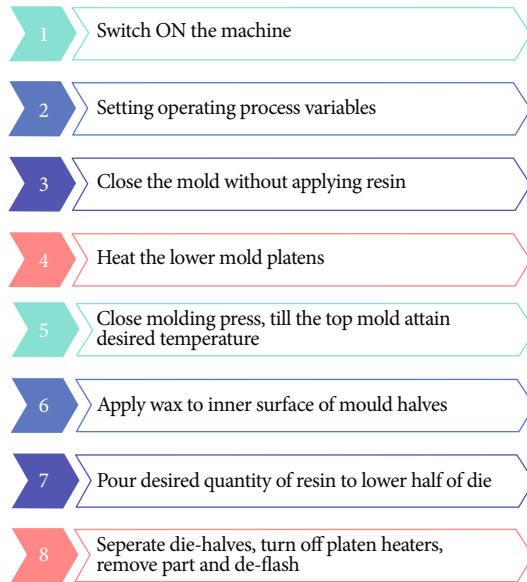 1
Switch ON the machine
2
Setting operating process variables
3
Close the mold without applying resin
4
Heat the lower mold platens
5
Close molding press, till the top mold attain
desired temperature
6
Apply wax to inner surface of mould halves
7
Pour desired quantity of resin to lower half of die
8
Seperate die-halves, turn off platen heaters,
remove part and de-flash